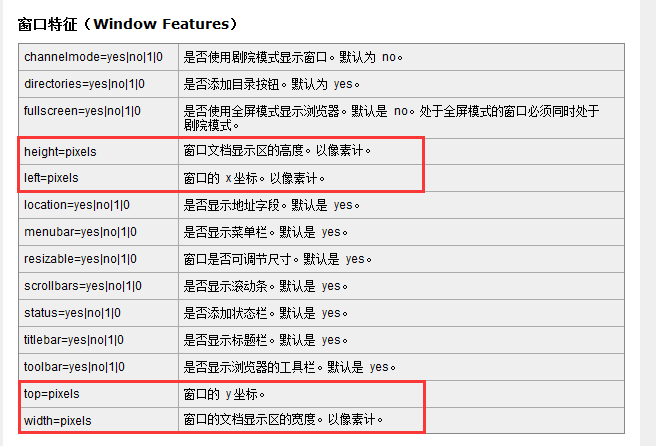 窗口特征（Window Features）
channelmode=yes|no|1|0 是否使用剧院模式显示窗口。默认为 no。
directories=yes|no|1|0 是否添加目录按钮。默认为 yes。
fullscreen=yes|no|1|0 是否使用全屏模式显示浏览器。默认是 no。处于全屏模式的窗口必须同时处于
剧院模式。
height=pixels 窗口文档显示区的高度。以像素计。
left=pixels 窗口的 x 坐标。以像素计。
location=yes|no|1|0 是否显示地址字段。默认是 yes。
menubar=yes|no|1|0 是否显示菜单栏。默认是 yes。
resizable=yes|no|1|0 窗口是否可调节尺寸。默认是 yes。
scrollbars=yes|no|1|0 是否显示滚动条。默认是 yes。
status=yes|no|1|0 是否添加状态栏。默认是 yes。
titlebar=yes|no|1|0 是否显示标题栏。默认是 yes。
toolbar=yes|no|1|0 是否显示浏览器的工具栏。默认是 yes。
top=pixels 窗口的 y 坐标。
width=pixels 窗口的文档显示区的宽度。以像素计。